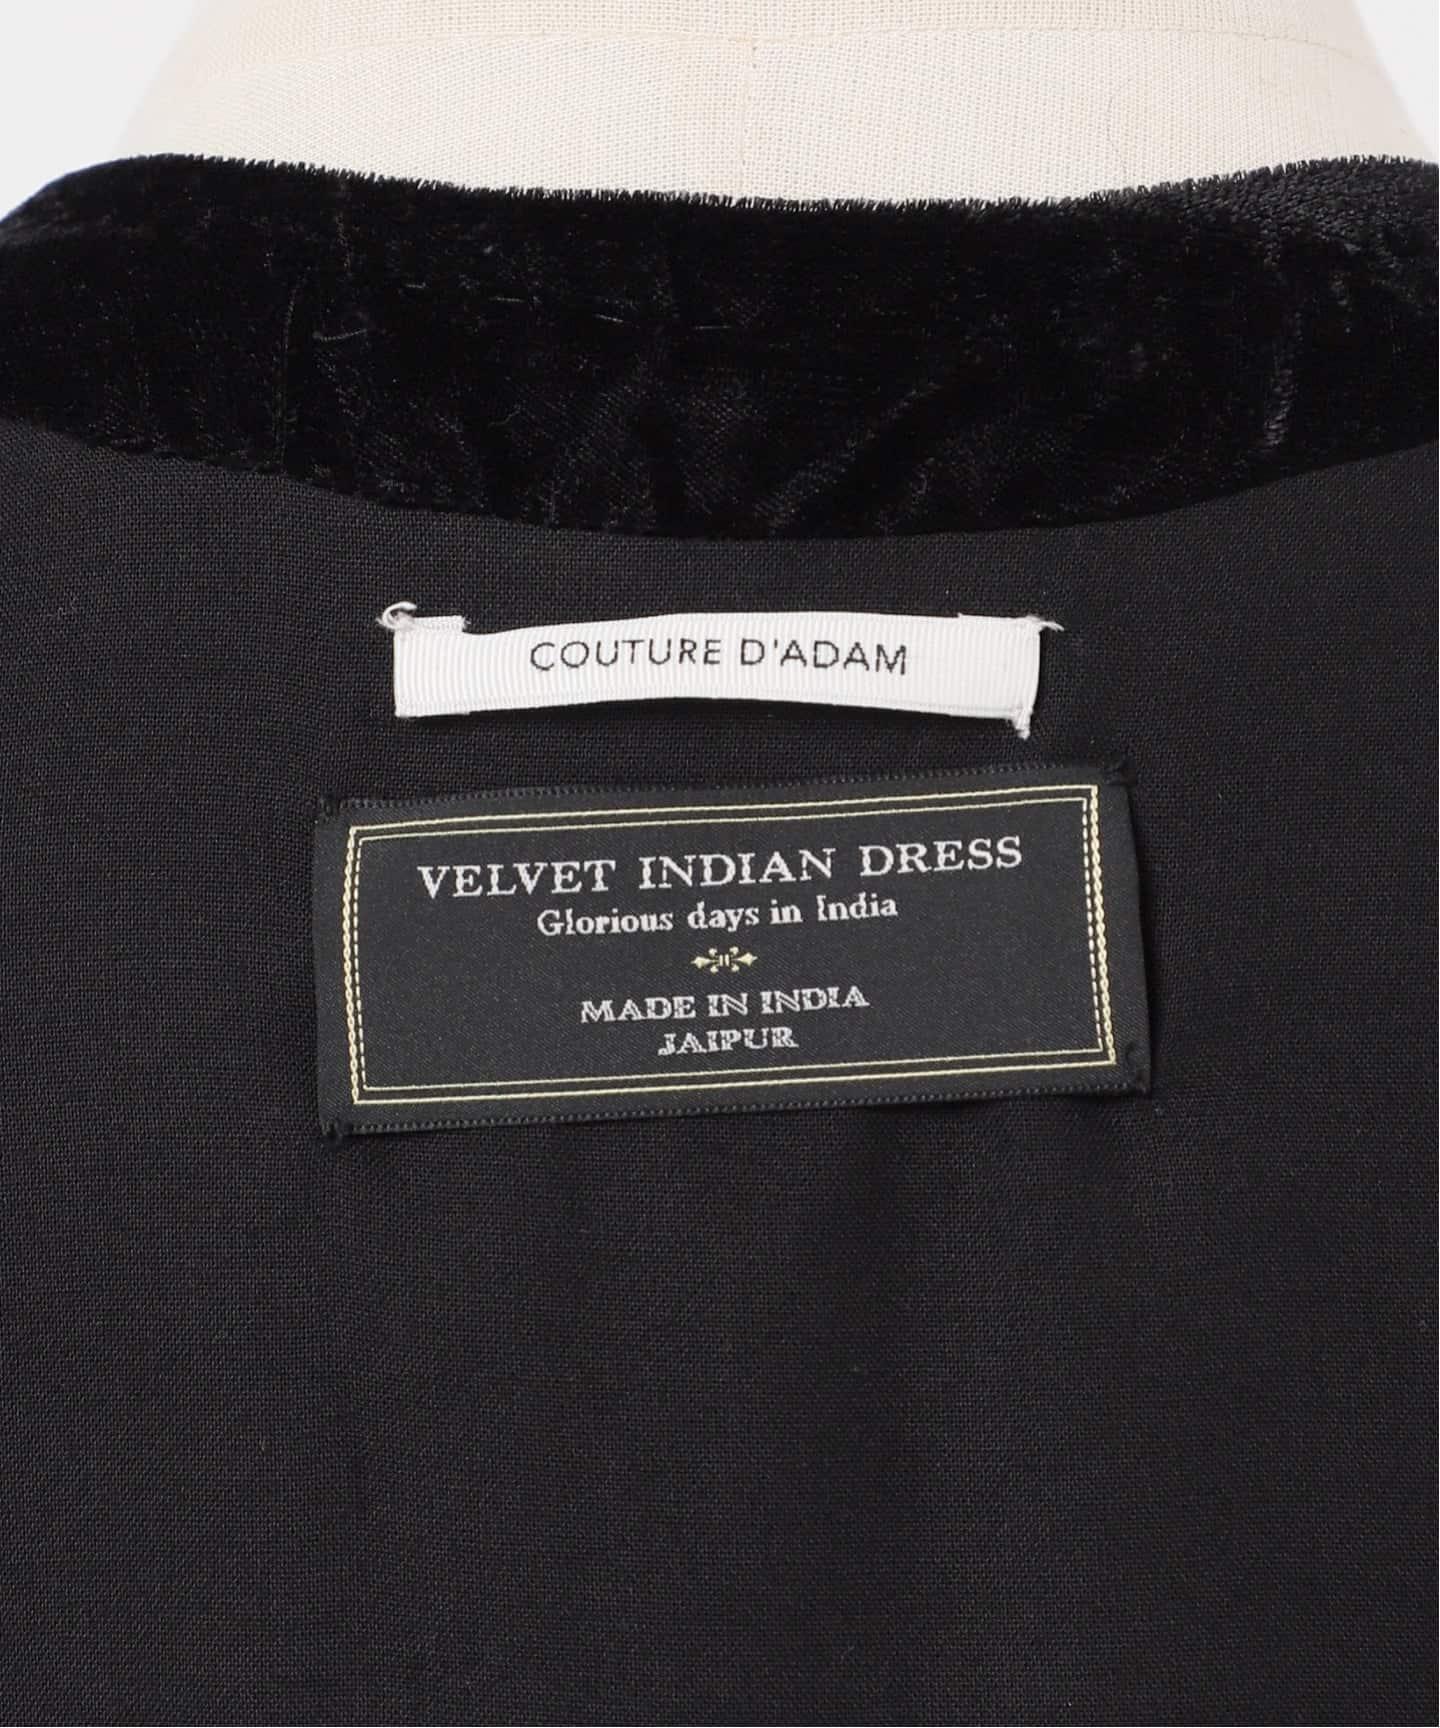 COUTURE D'ADAM
VELVET INDIAN DRESS
Glorious days in India
MADE IN INDIA
JAIPUR